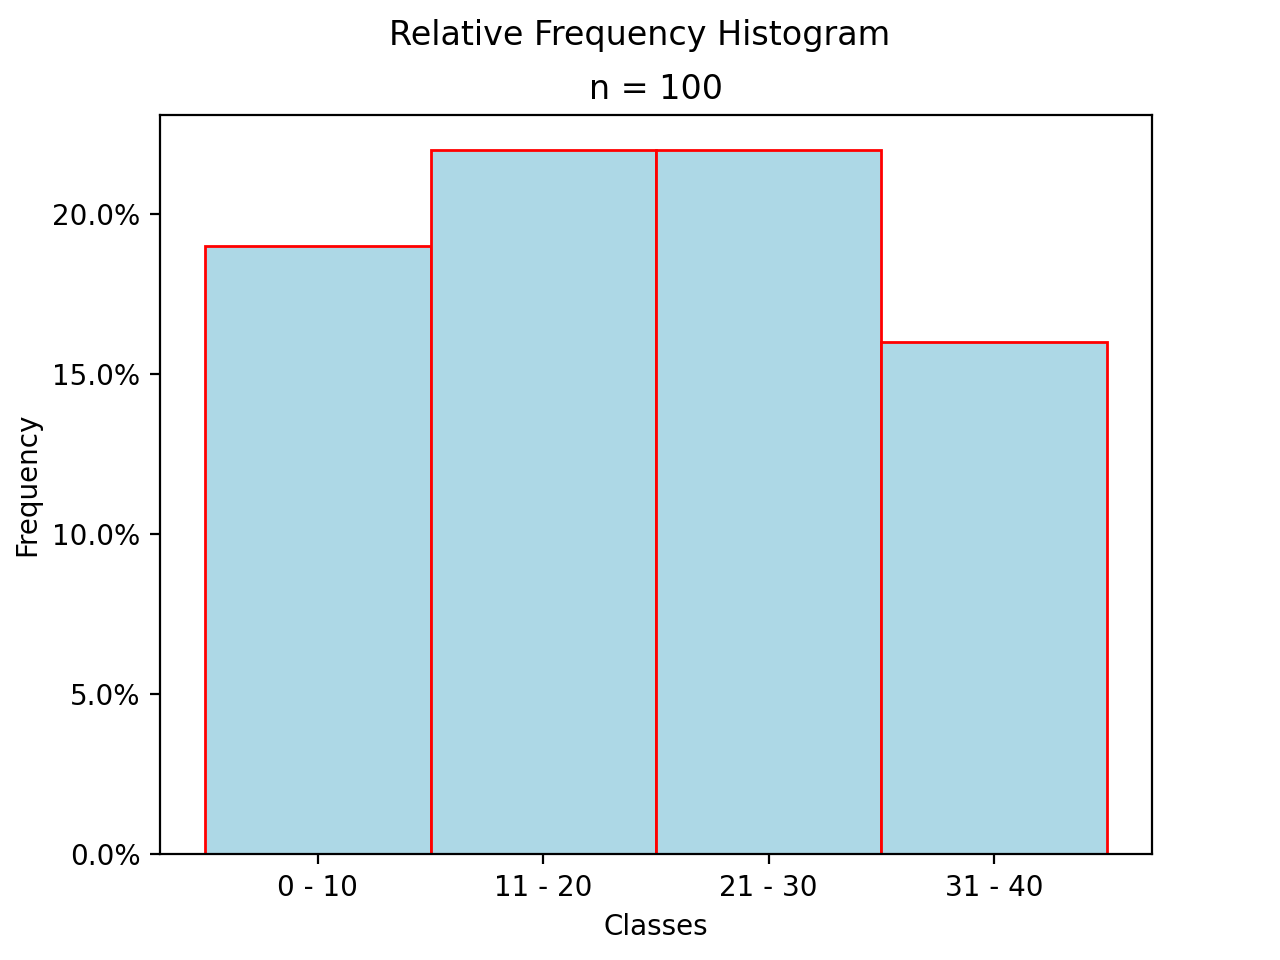 Relative Frequency Histogram
n = 100
20.0%
15.0%
10.0%
5.0%
0.0%
Frequency
0 - 10 11 - 20 21 - 30 31 - 40
Classes